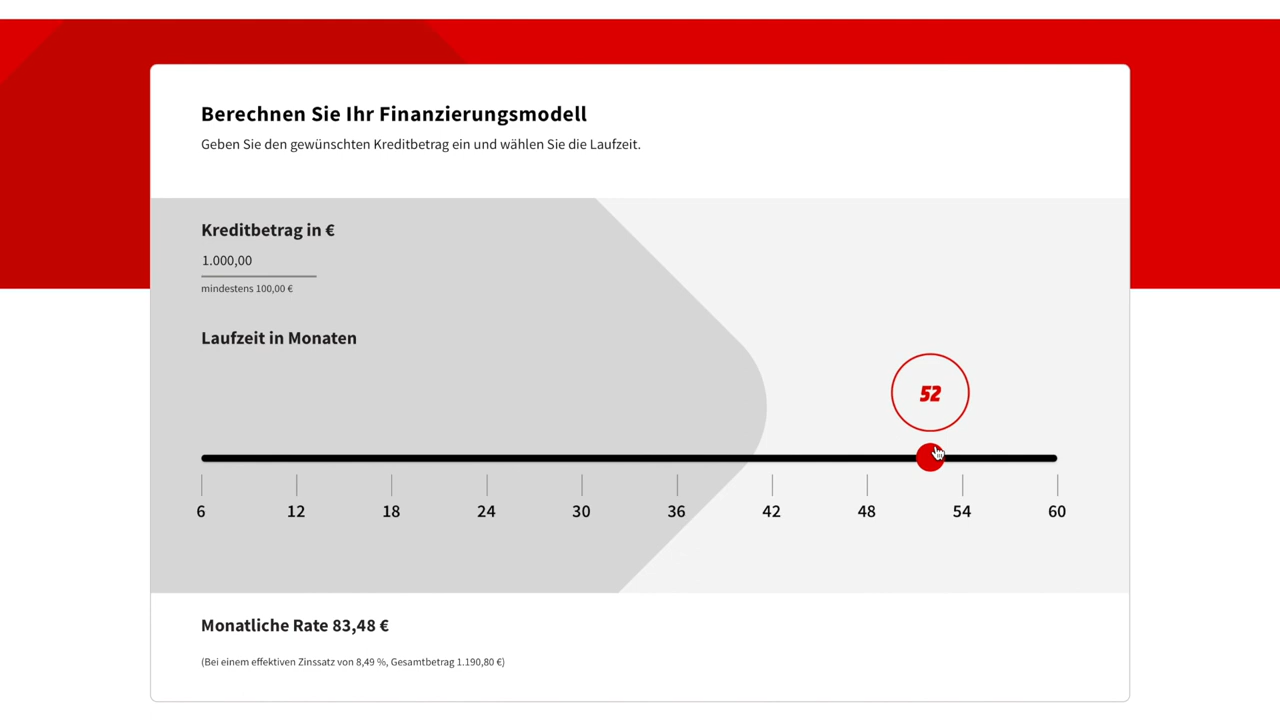 Berechnen Sie Ihr Finanzierungsmodell
Geben Sie den gewünschten Kreditbetrag ein und wählen Sie die Laufzeit.
Kreditbetrag in €
1.000,00
mindestens 100,00 €
Laufzeit in Monaten
52
6 12 18 24 30 36 42 48 54 60
Monatliche Rate 83,48 €
(Bei einem effektiven Zinssatz von 8,49 %, Gesamtbetrag 1.190,80 €)